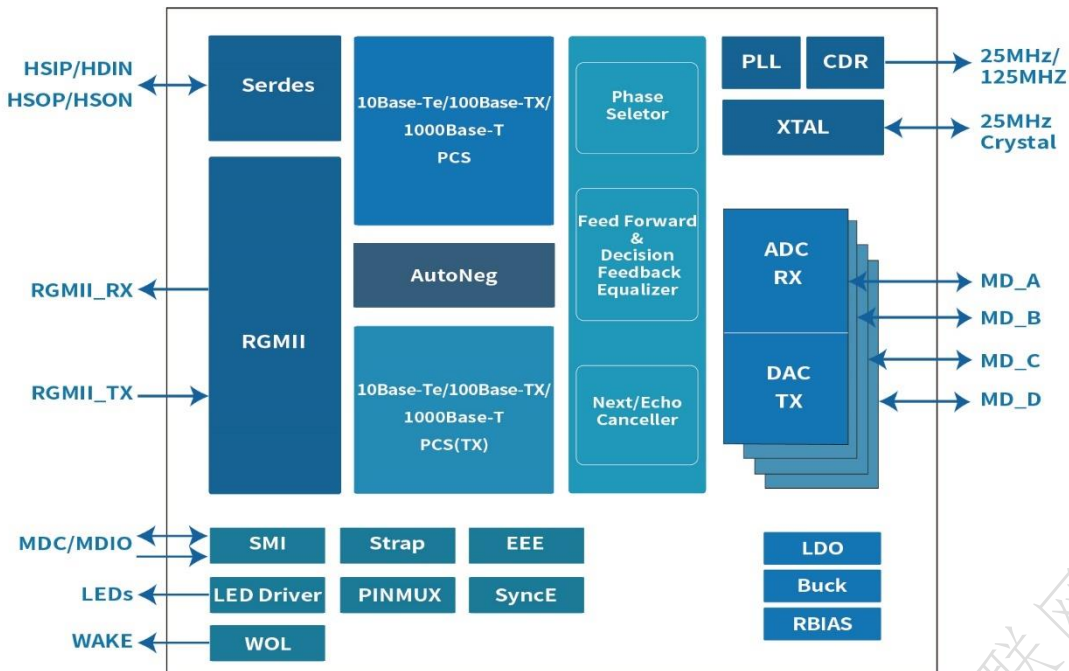 HSIP/HDIN
HSOP/HSON
Serdes
10Base-Te/100Base-TX/
1000Base-T
PCS
Phase
Seletor
PLL
CDR
25MHz/
125MHZ
XTAL
25MHz
Crystal
RGMII_RX
RGMII_TX
RGMII
AutoNeg
10Base-Te/100Base-TX/
1000Base-T
PCS(TX)
Feed Forward
&
Decision
Feedback
Equalizer
Next/Echo
Canceller
ADC
RX
DAC
TX
MD_A
MD_B
MD_C
MD_D
MDC/MDIO
SMI
Strap
EEE
LDO
LEDs
LED Driver
PINMUX
SyncE
Buck
WAKE
WOL
RBIAS
联网